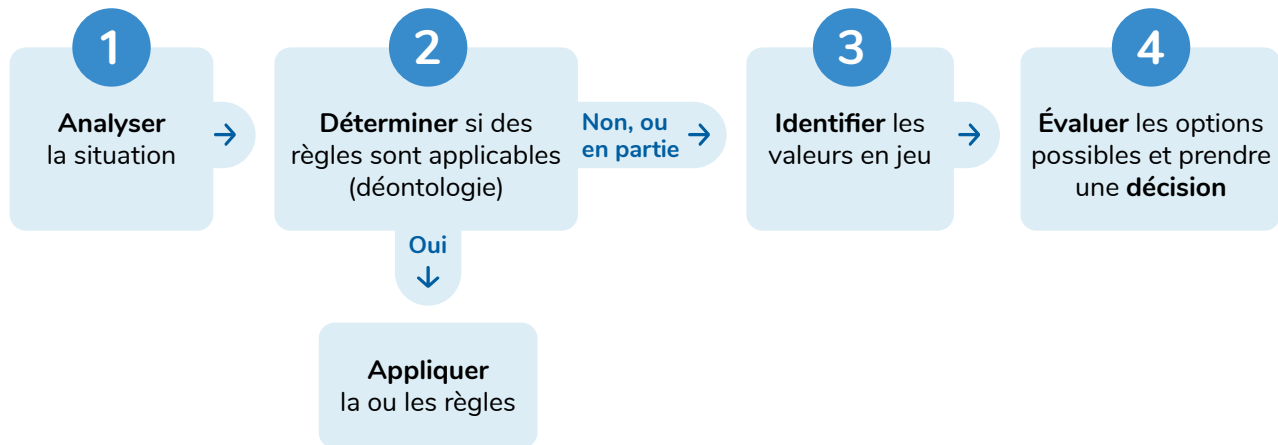 1
Analyser
la situation
2
Déterminer si des
règles sont applicables
(déontologie)
Non, ou
en partie
Oui
Appliquer
la ou les règles
3
Identifier les
valeurs en jeu
4
Évaluer les options
possibles et prendre
une décision